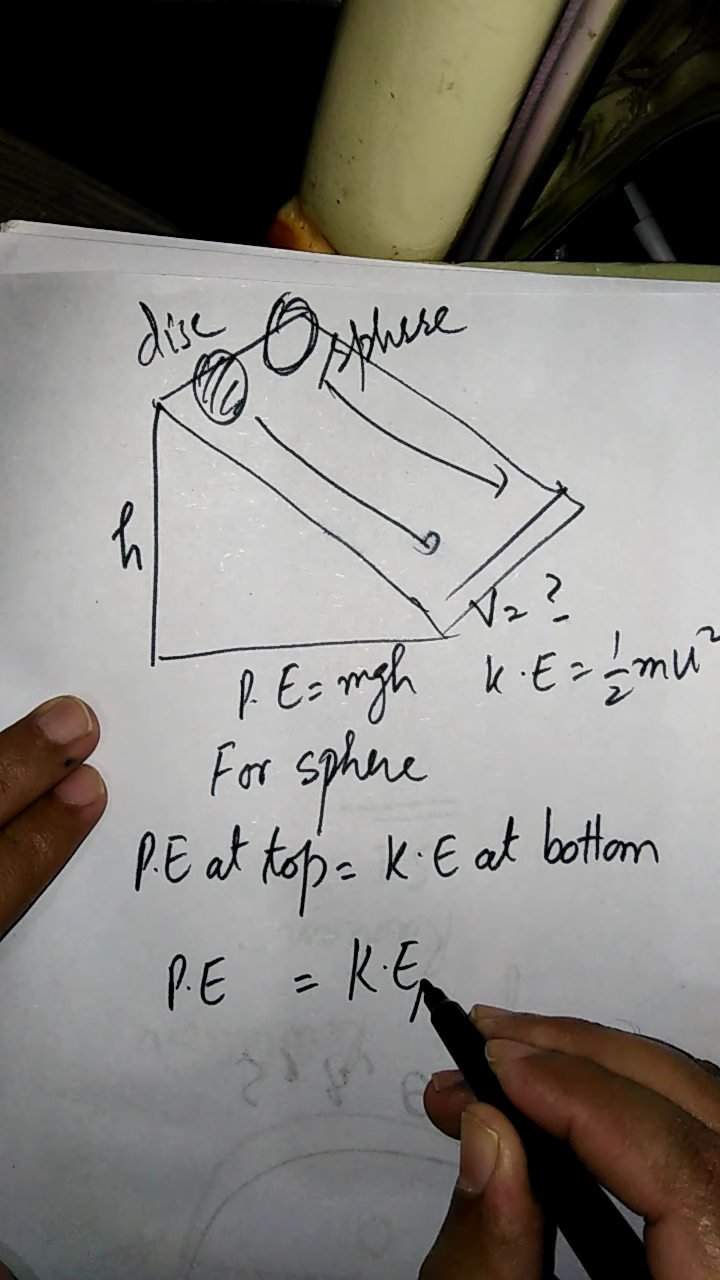 disc sphere
h
V = ?
P.E = mgh K.E = ½mv²
For sphere
P.E at top = K.E at bottom
P.E = K.E